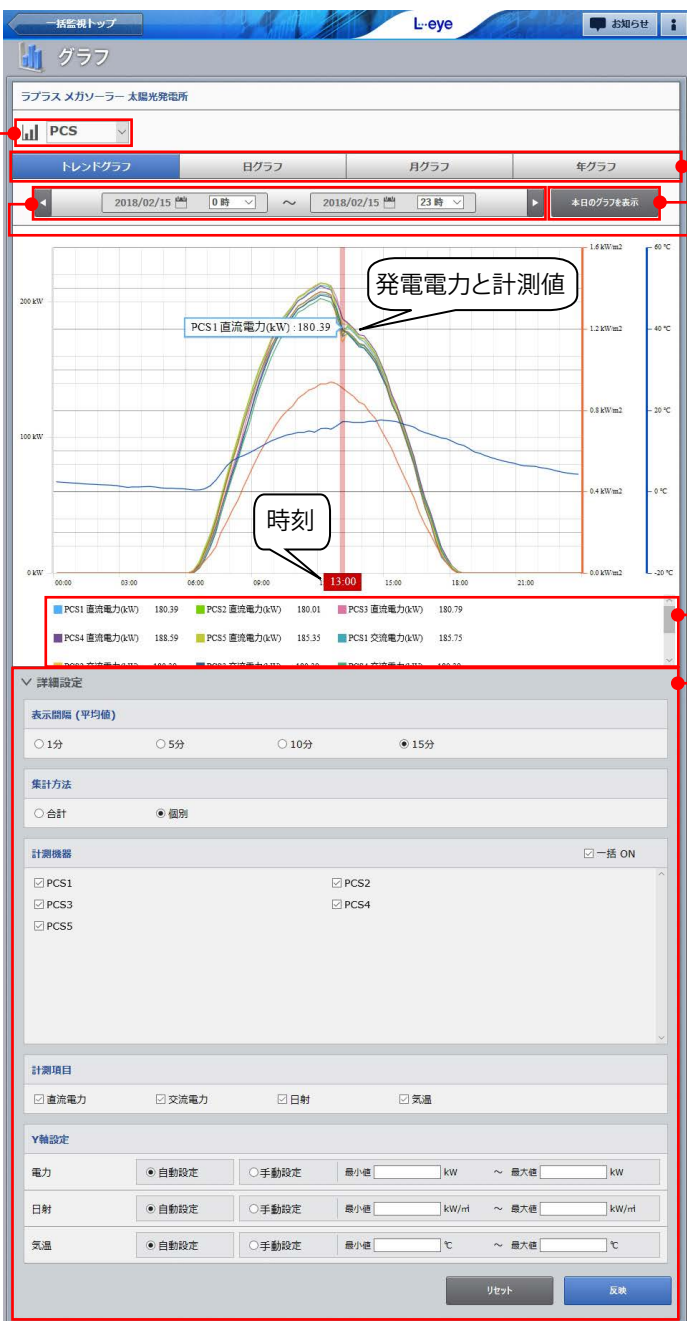 一括監視トップ
L・eye
お知らせ
i
グラフ
ラプラス メガソーラー 太陽光発電所
PCS
トレンドグラフ 日グラフ 月グラフ 年グラフ
2018/02/15 0時 ～ 2018/02/15 23時 本日のグラフを表示
1.6 kW/m2 60 ℃
発電電力と計測値
200 kW
PCS1 直流電力(kW) : 180.39
1.2 kW/m2 40 ℃
0.8 kW/m2 20 ℃
100 kW
0.4 kW/m2 0 ℃
時刻
0 kW 0.0 kW/m2 -20 ℃
00:00 03:00 06:00 09:00 13:00 15:00 18:00 21:00
PCS1 直流電力(kW) 180.39 PCS2 直流電力(kW) 180.01 PCS3 直流電力(kW) 180.79
PCS4 直流電力(kW) 188.59 PCS5 直流電力(kW) 185.35 PCS1 交流電力(kW) 185.75
詳細設定
表示間隔 (平均値)
1分 5分 10分 15分
集計方法
合計 個別
計測機器 一括 ON
PCS1 PCS2
PCS3 PCS4
PCS5
計測項目
直流電力 交流電力 日射 気温
Y軸設定
電力 自動設定 手動設定 最小値 kW ～ 最大値 kW
日射 自動設定 手動設定 最小値 kW/㎡ ～ 最大値 kW/㎡
気温 自動設定 手動設定 最小値 ℃ ～ 最大値 ℃
リセット 反映